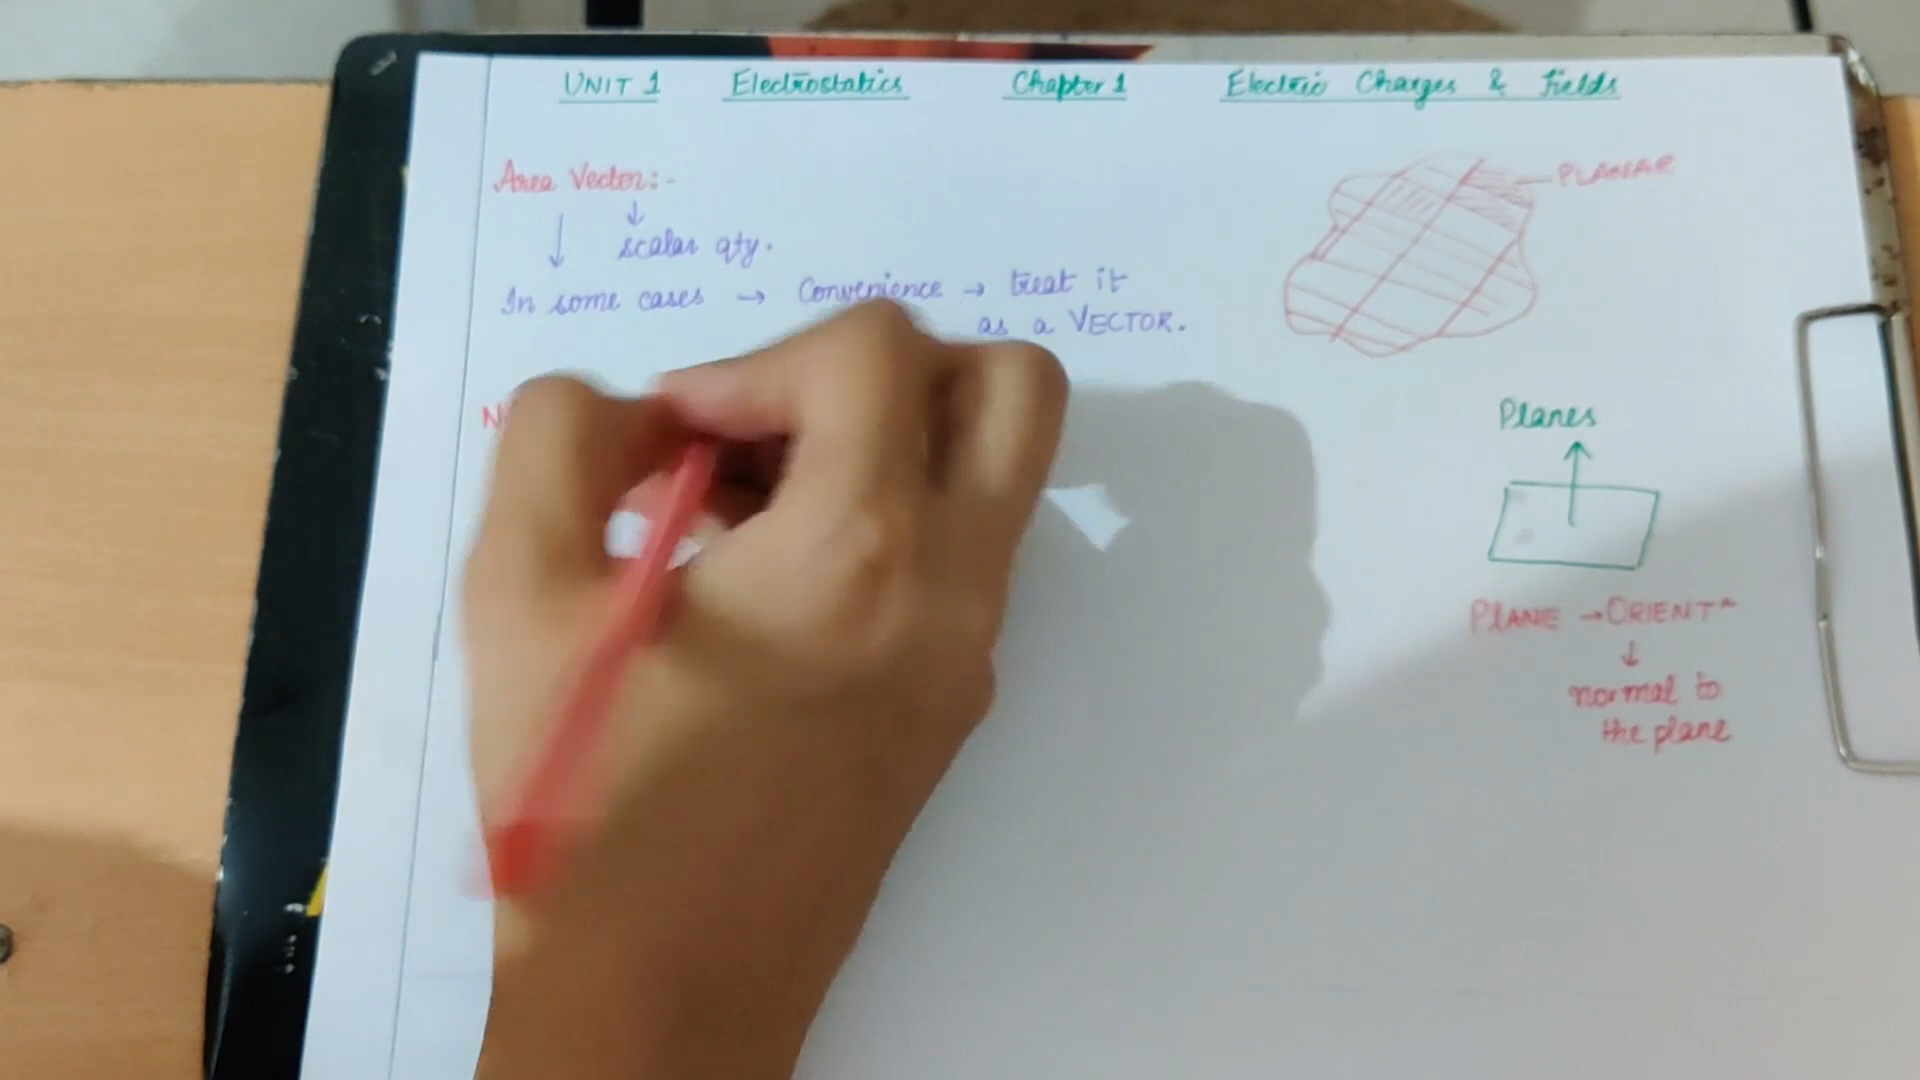 UNIT 1 Electrostatics Chapter 1 Electric Charges & Fields
Area Vector:-
↓ ↓
scalar qty.
In some cases → Convenience → treat it
as a VECTOR.
PLANAR
Planes
PLANE → ORIENTⁿ
↓
normal to
the plane